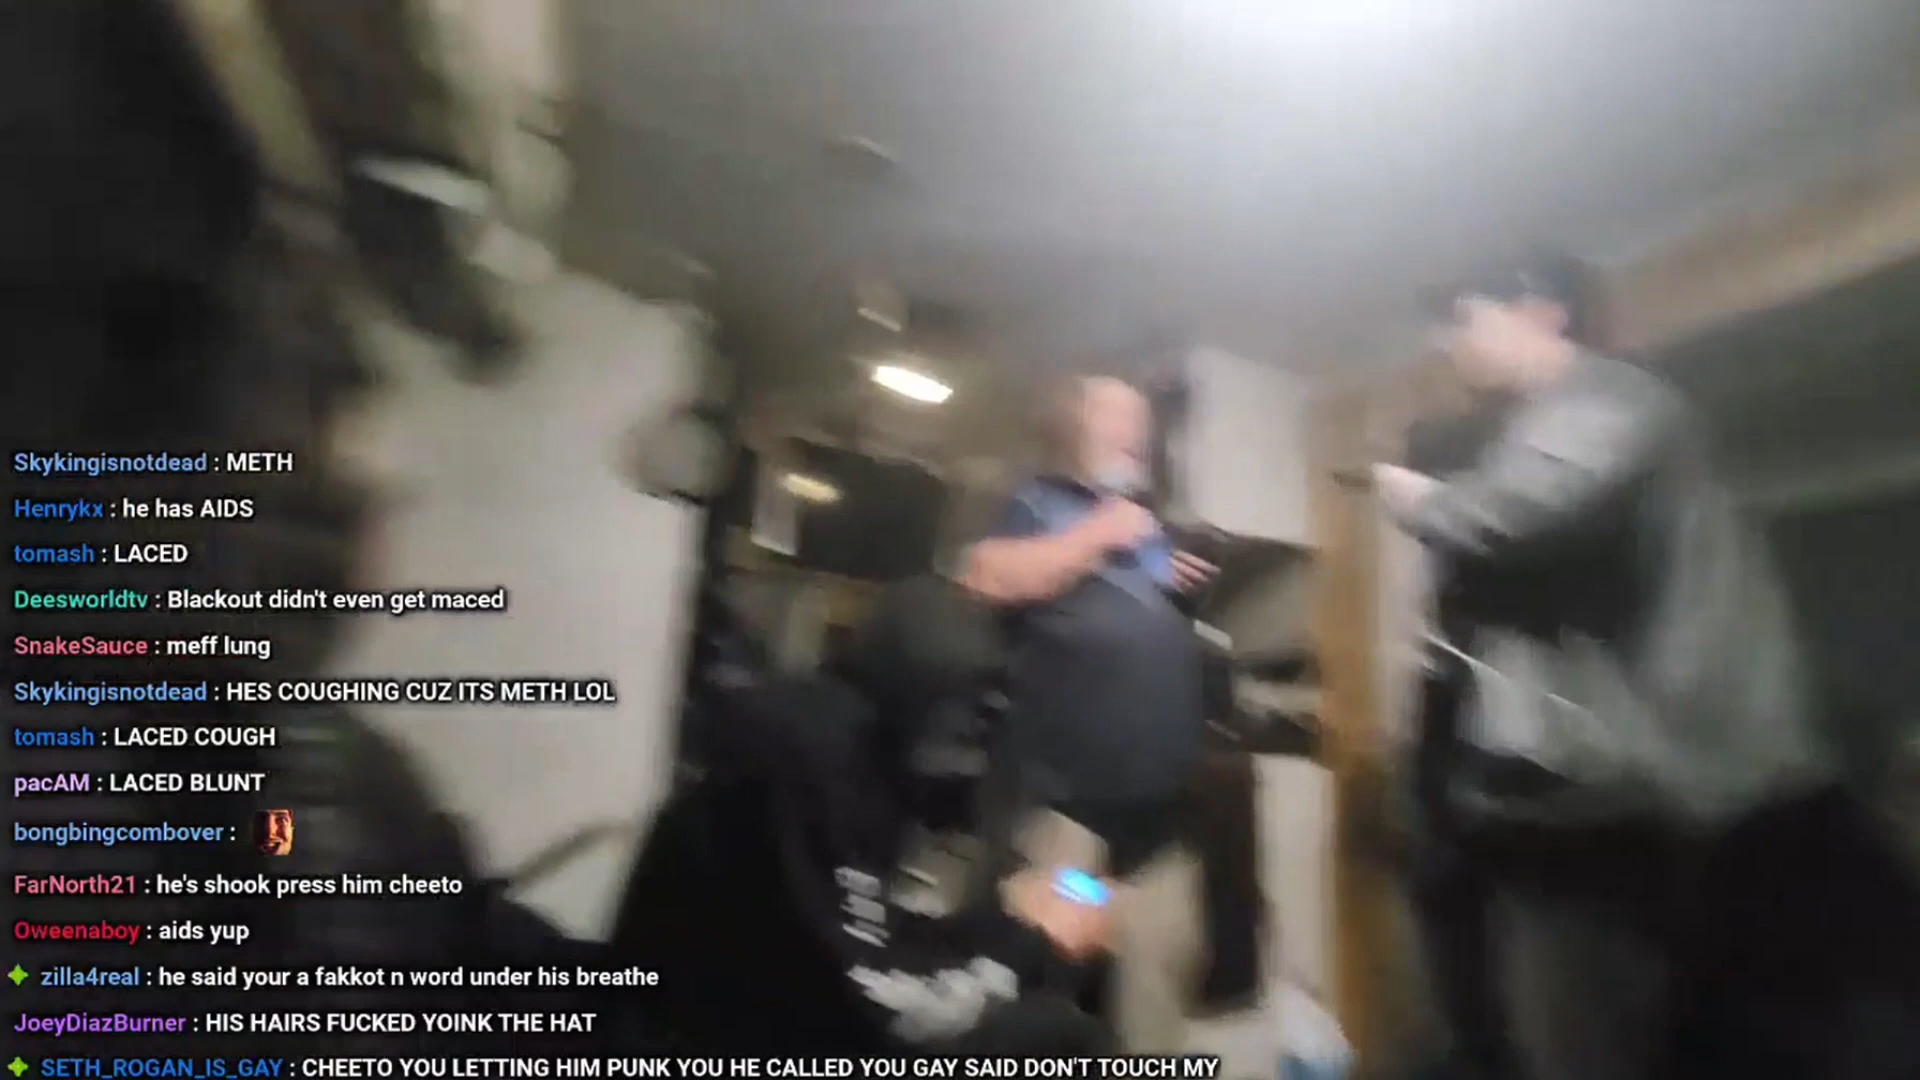 Skykingisnotdead : METH
Henrykx : he has AIDS
tomash : LACED
Deesworldtv : Blackout didn't even get maced
SnakeSauce : meff lung
Skykingisnotdead : HES COUGHING CUZ ITS METH LOL
tomash : LACED COUGH
pacAM : LACED BLUNT
bongbingcombover :
FarNorth21 : he's shook press him cheeto
Oweenaboy : aids yup
zilla4real : he said your a fakkot n word under his breathe
JoeyDiazBurner : HIS HAIRS FUCKED YOINK THE HAT
SETH_ROGAN_IS_GAY : CHEETO YOU LETTING HIM PUNK YOU HE CALLED YOU GAY SAID DON'T TOUCH MY